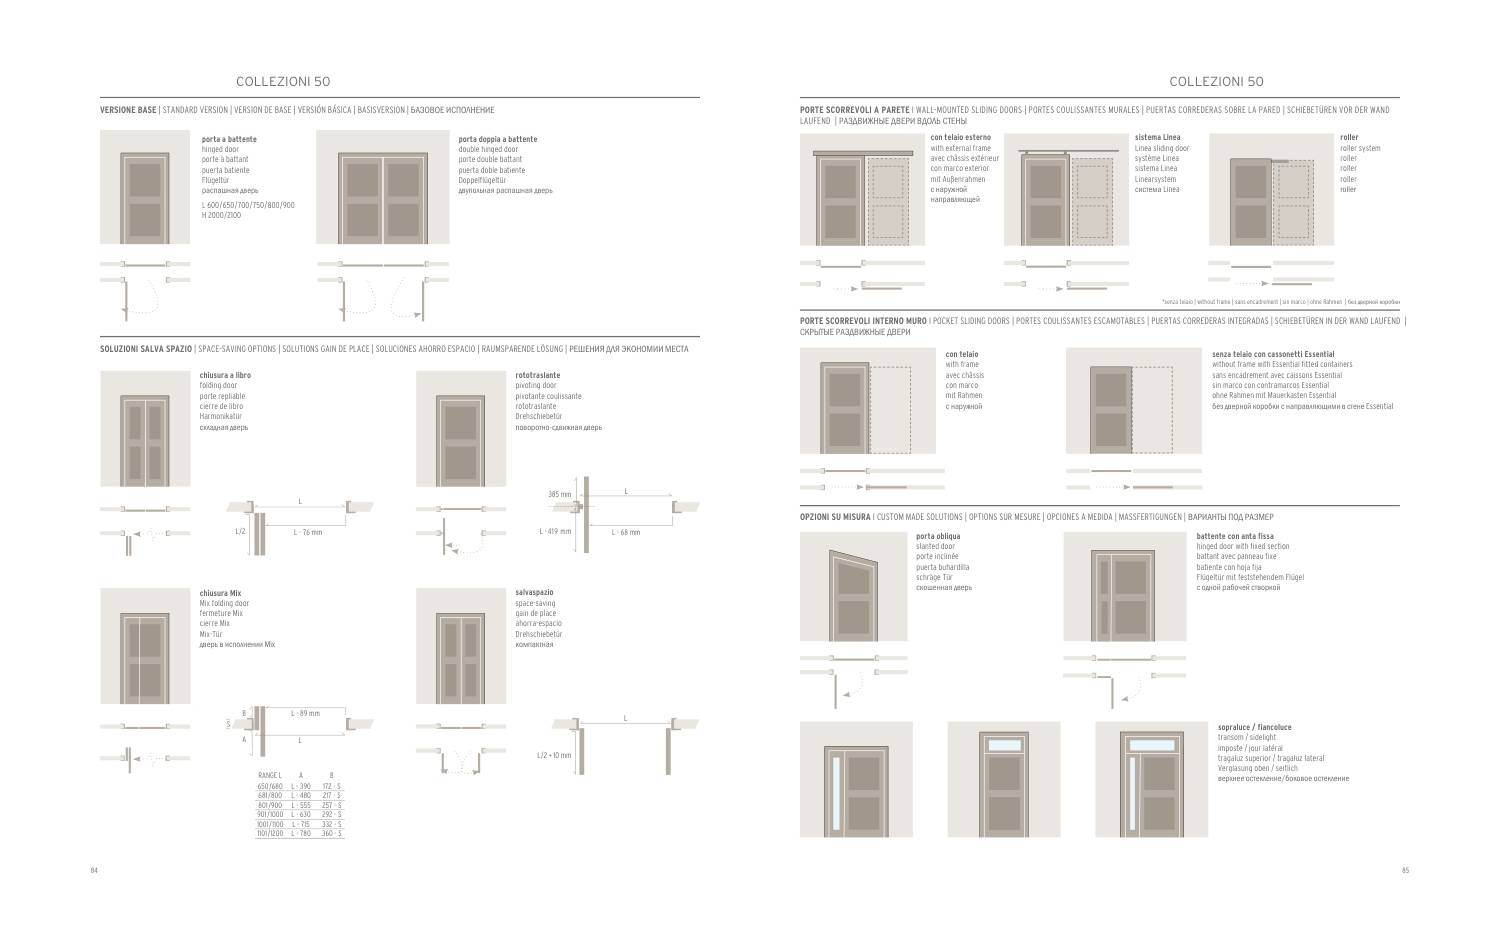 COLLEZIONI 50
VERSIONE BASE | STANDARD VERSION | VERSION DE BASE | VERSIÓN BÁSICA | BASISVERSION | БАЗОВОЕ ИСПОЛНЕНИЕ
porta a battente
hinged door
porte à battant
puerta batiente
Flügeltür
распашная дверь
L 600/650/700/750/800/900
H 2000/2100
porta doppia a battente
double hinged door
porte double battant
puerta doble batiente
Doppelflügeltür
двупольная распашная дверь
SOLUZIONI SALVA SPAZIO | SPACE-SAVING OPTIONS | SOLUTIONS GAIN DE PLACE | SOLUCIONES AHORRO ESPACIO | RAUMSPARENDE LÖSUNG | РЕШЕНИЯ ДЛЯ ЭКОНОМИИ МЕСТА
chiusura a libro
folding door
porte repliable
cierre de libro
Harmonikatür
складная дверь
L
L/2
L - 76 mm
rototraslante
pivoting door
pivotante coulissante
rototraslante
Drehschiebetür
поворотно-сдвижная дверь
385 mm
L
L - 419 mm
L - 68 mm
chiusura Mix
Mix folding door
fermeture Mix
cierre Mix
Mix-Tür
дверь в исполнении Mix
B
L - 89 mm
A
L
RANGE L A B
650/680 L - 390 172 - S
681/800 L - 480 217 - S
801/900 L - 555 257 - S
901/1000 L - 630 292 - S
1001/1100 L - 715 332 - S
1101/1200 L - 780 360 - S
salvaspazio
space-saving
gain de place
ahorra-espacio
Drehschiebetür
компактная
L
L/2 + 10 mm
84
COLLEZIONI 50
PORTE SCORREVOLI A PARETE I WALL-MOUNTED SLIDING DOORS | PORTES COULISSANTES MURALES | PUERTAS CORREDERAS SOBRE LA PARED | SCHIEBETÜREN VOR DER WAND
LAUFEND | РАЗДВИЖНЫЕ ДВЕРИ ВДОЛЬ СТЕНЫ
con telaio esterno
with external frame
avec châssis extérieur
con marco exterior
mit Außenrahmen
с наружной
направляющей
sistema Linea
Linea sliding door
système Linea
sistema Linea
Linearsystem
система Linea
roller
roller system
roller
roller
roller
roller
*senza telaio | without frame | sans encadrement | sin marco | ohne Rahmen | без дверной коробки
PORTE SCORREVOLI INTERNO MURO I POCKET SLIDING DOORS | PORTES COULISSANTES ESCAMOTABLES | PUERTAS CORREDERAS INTEGRADAS | SCHIEBETÜREN IN DER WAND LAUFEND |
СКРЫТЫЕ РАЗДВИЖНЫЕ ДВЕРИ
con telaio
with frame
avec châssis
con marco
mit Rahmen
с наружной
senza telaio con cassonetti Essential
without frame with Essential fitted containers
sans encadrement avec caissons Essential
sin marco con contramarcos Essential
ohne Rahmen mit Mauerkasten Essential
без дверной коробки с направляющими в стене Essential
OPZIONI SU MISURA I CUSTOM MADE SOLUTIONS | OPTIONS SUR MESURE | OPCIONES A MEDIDA | MASSFERTIGUNGEN | ВАРИАНТЫ ПОД РАЗМЕР
porta obliqua
slanted door
porte inclinée
puerta buhardilla
schräge Tür
скошенная дверь
battente con anta fissa
hinged door with fixed section
battant avec panneau fixe
batiente con hoja fija
Flügeltür mit feststehendem Flügel
с одной рабочей створкой
sopraluce / fiancoluce
transom / sidelight
imposte / jour latéral
tragaluz superior / tragaluz lateral
Verglasung oben / seitlich
верхнее остекление/боковое остекление
85